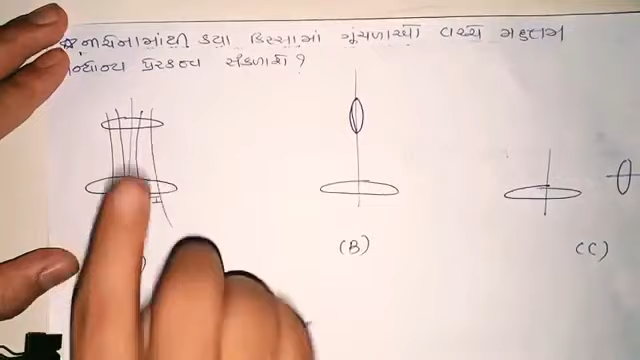 નીચેનામાંથી કયા કિસ્સામાં ગૂંચળાઓ વચ્ચે મહત્તમ
અન્યોન્ય પ્રેરકત્વ સંકળાશે ?
(B)
(C)